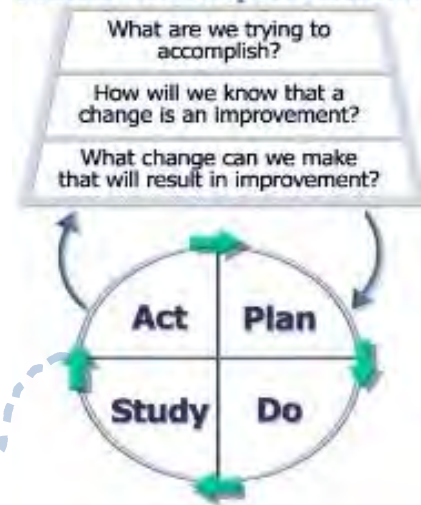 What are we trying to
accomplish?
How will we know that a
change is an improvement?
What change can we make
that will result in improvement?
Act Plan
Study Do